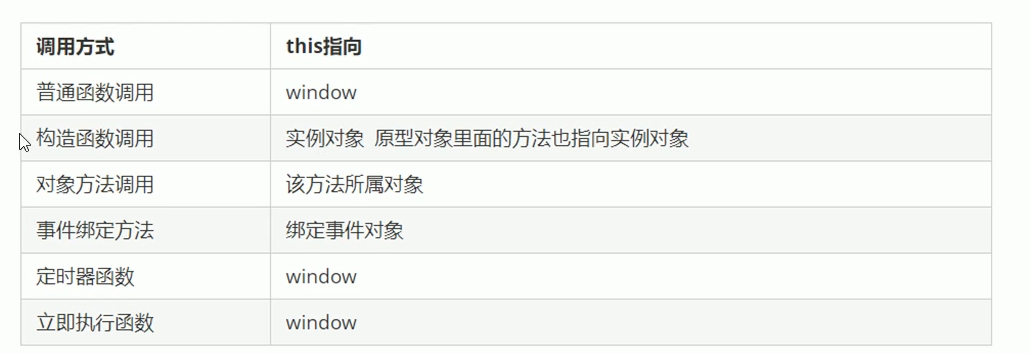 调用方式 this指向
普通函数调用 window
构造函数调用 实例对象 原型对象里面的方法也指向实例对象
对象方法调用 该方法所属对象
事件绑定方法 绑定事件对象
定时器函数 window
立即执行函数 window